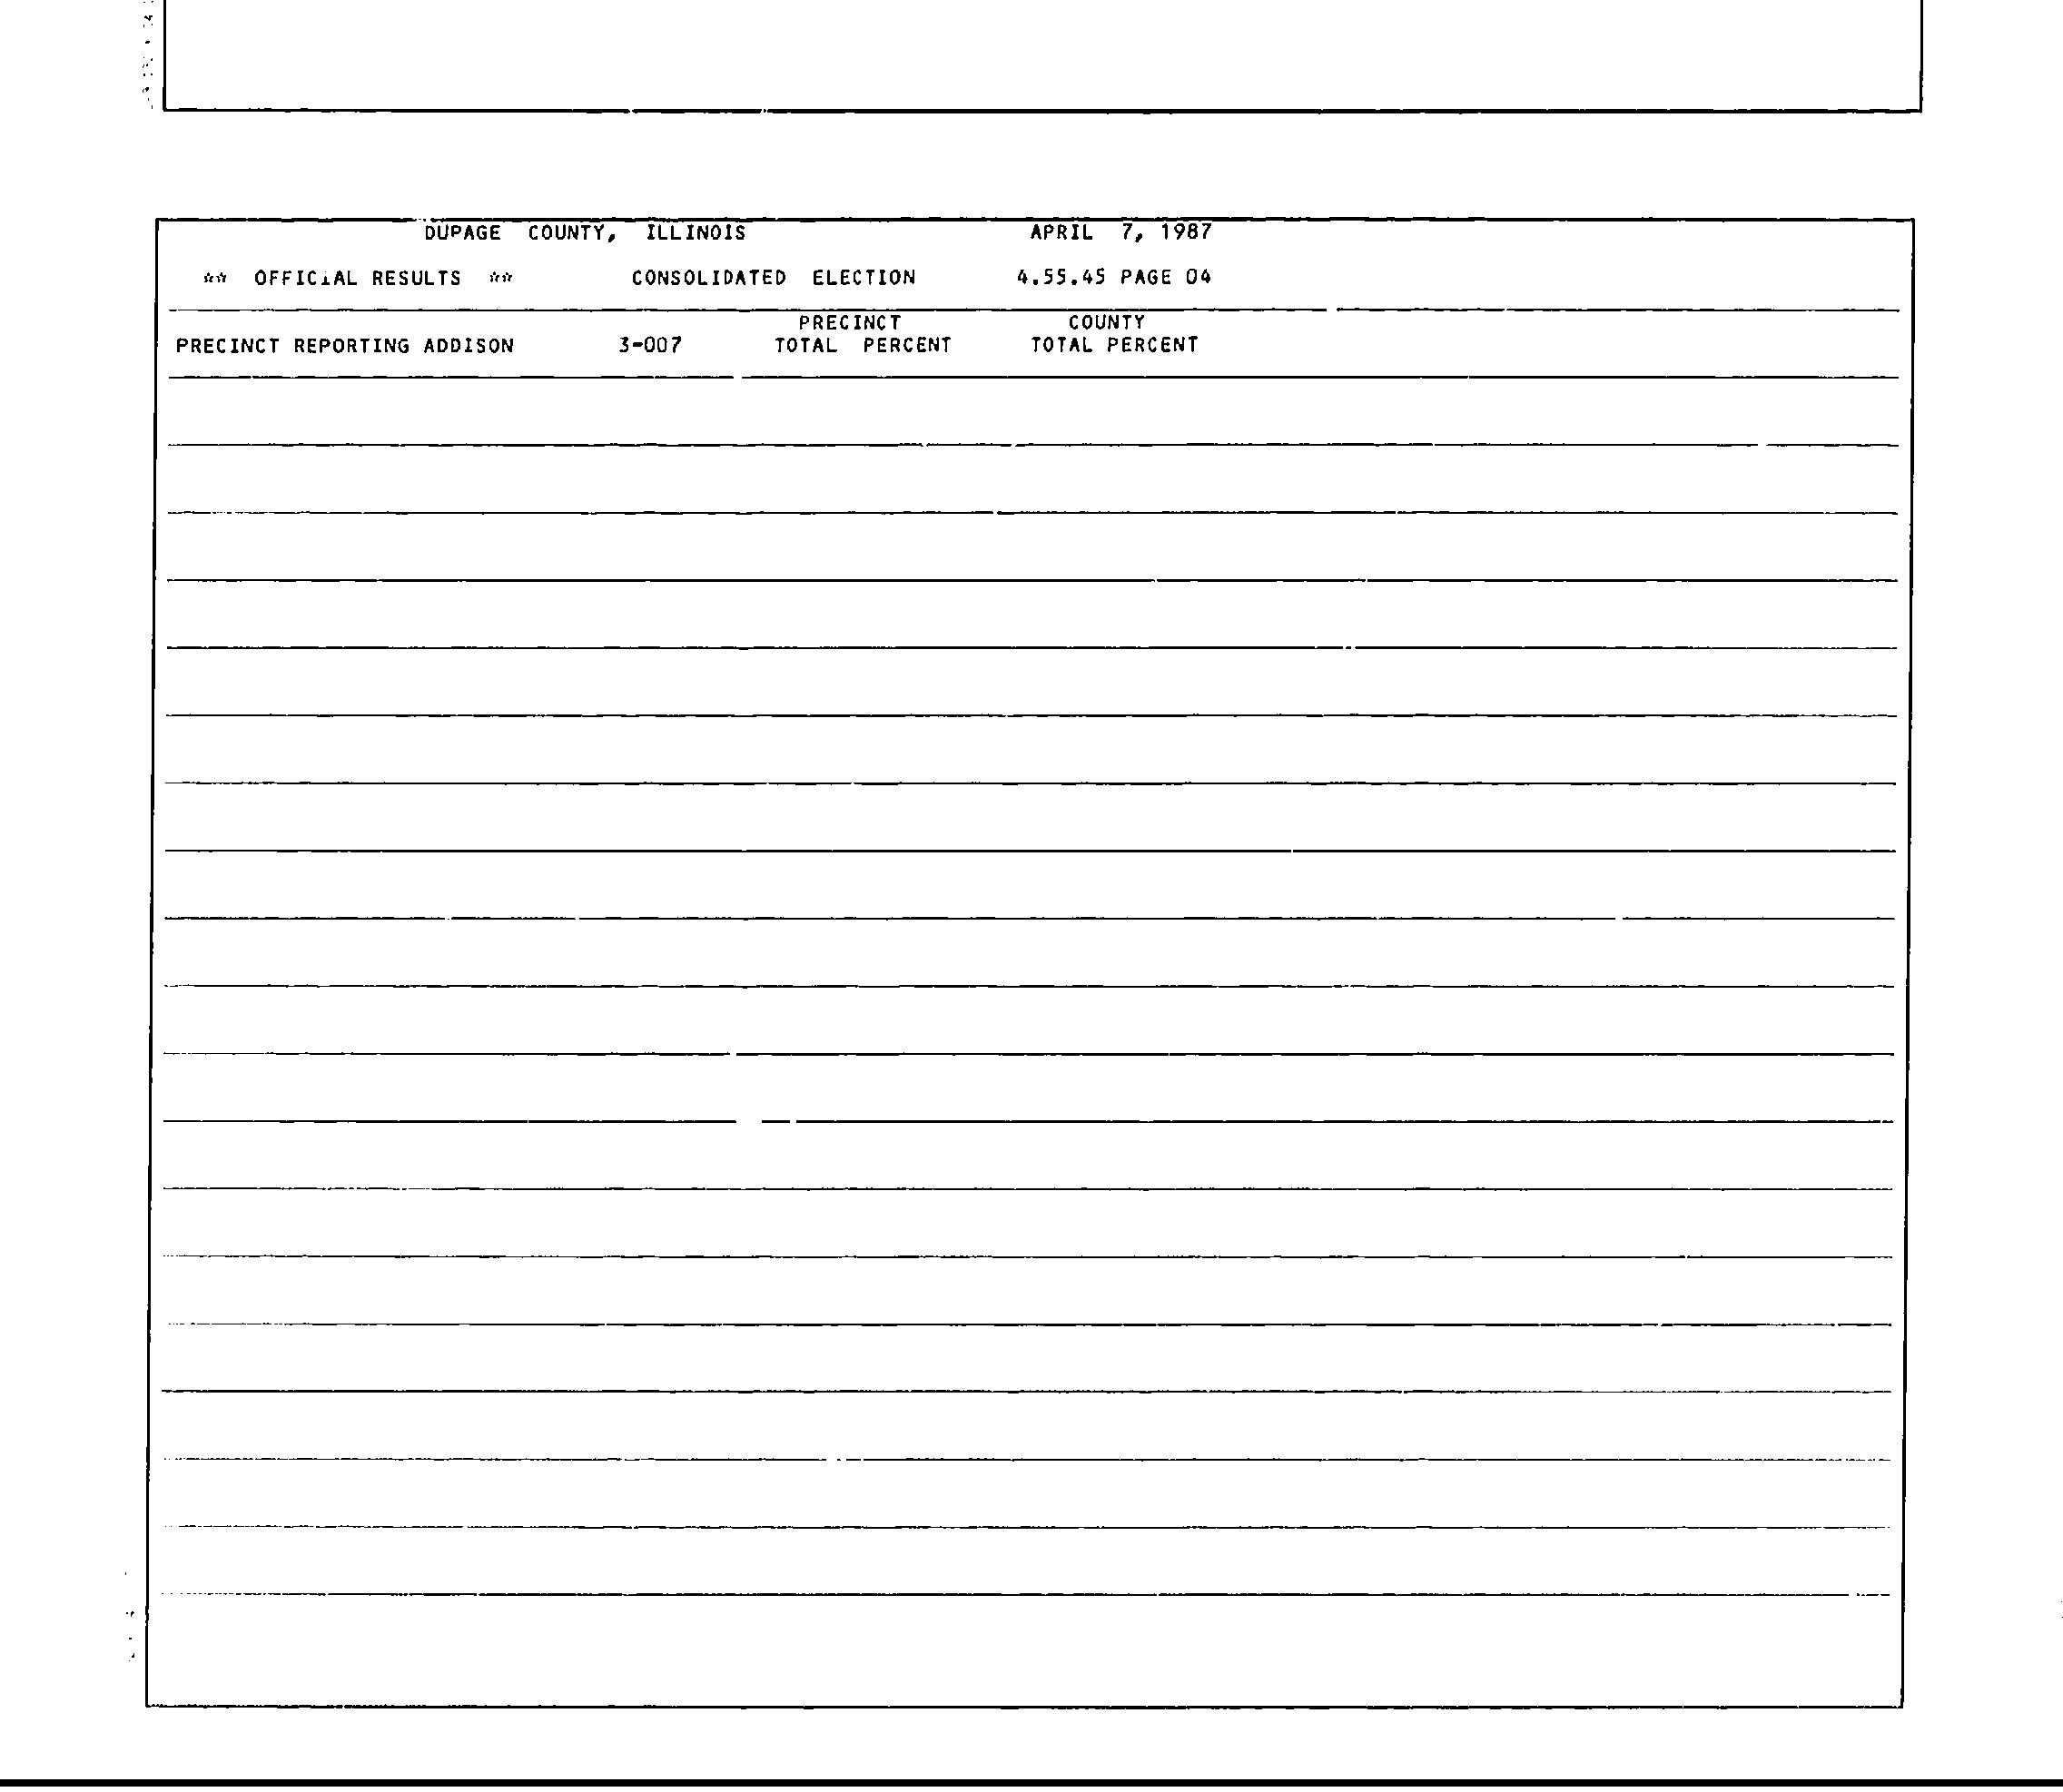 DUPAGE COUNTY, ILLINOIS APRIL 7, 1987
** OFFICIAL RESULTS ** CONSOLIDATED ELECTION 4.55.45 PAGE 04
PRECINCT COUNTY
PRECINCT REPORTING ADDISON 3-007 TOTAL PERCENT TOTAL PERCENT